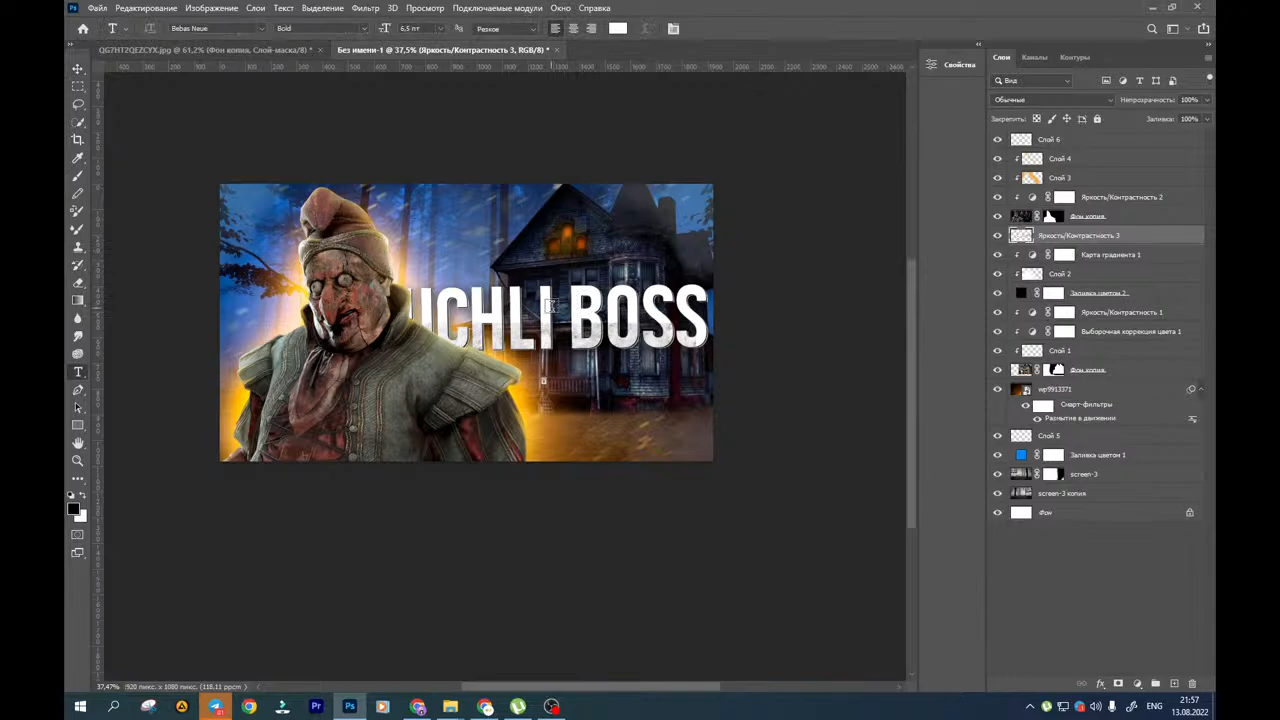 Ps Файл Редактирование Изображение Слои Текст Выделение Фильтр 3D Просмотр Подключаемые модули Окно Справка
Bebas Neue Bold 6,5 пт Резкое
QG7HT2QEZCYX.jpg @ 61,2% (Фон копия, Слой-маска/8) * × Без имени-1 @ 37,5% (Яркость/Контрастность 3, RGB/8) * ×
Свойства
Слои Каналы Контуры
Вид
Обычные Непрозрачность: 100%
Закрепить: Заливка: 100%
Слой 6
Слой 4
Слой 3
Яркость/Контрастность 2
Фон копия
Яркость/Контрастность 3
Карта градиента 1
Слой 2
Заливка цветом 2
Яркость/Контрастность 1
Выборочная коррекция цвета 1
Слой 1
Фон копия
wp9913371
Смарт-фильтры
Размытие в движении
Слой 5
Заливка цветом 1
screen-3
screen-3 копия
Фон
UCHLI BOSS
37,47% 1920 пикс. x 1080 пикс. (118.11 ppcm)
ENG
21:57
13.08.2022